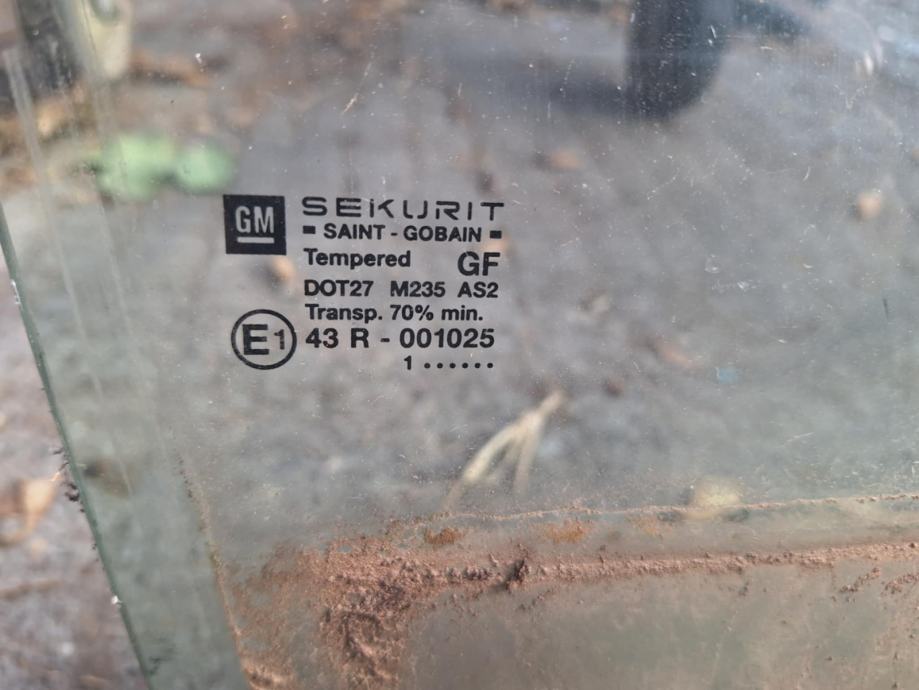 GM
SEKURIT
SAINT - GOBAIN
Tempered GF
DOT27 M235 AS2
Transp. 70% min.
E1 43 R - 001025
1 ......